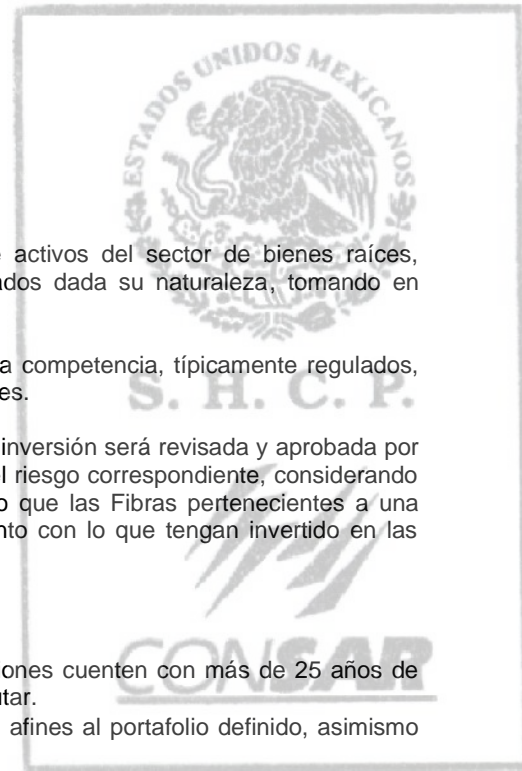 ESTADOS UNIDOS MEXICANOS
activos del sector de bienes raíces,
ados dada su naturaleza, tomando en
a competencia, típicamente regulados,
es.
S. H. C. P.
inversión será revisada y aprobada por
l riesgo correspondiente, considerando
o que las Fibras pertenecientes a una
nto con lo que tengan invertido en las
CONSAR
ones cuenten con más de 25 años de
tar.
afines al portafolio definido, asimismo